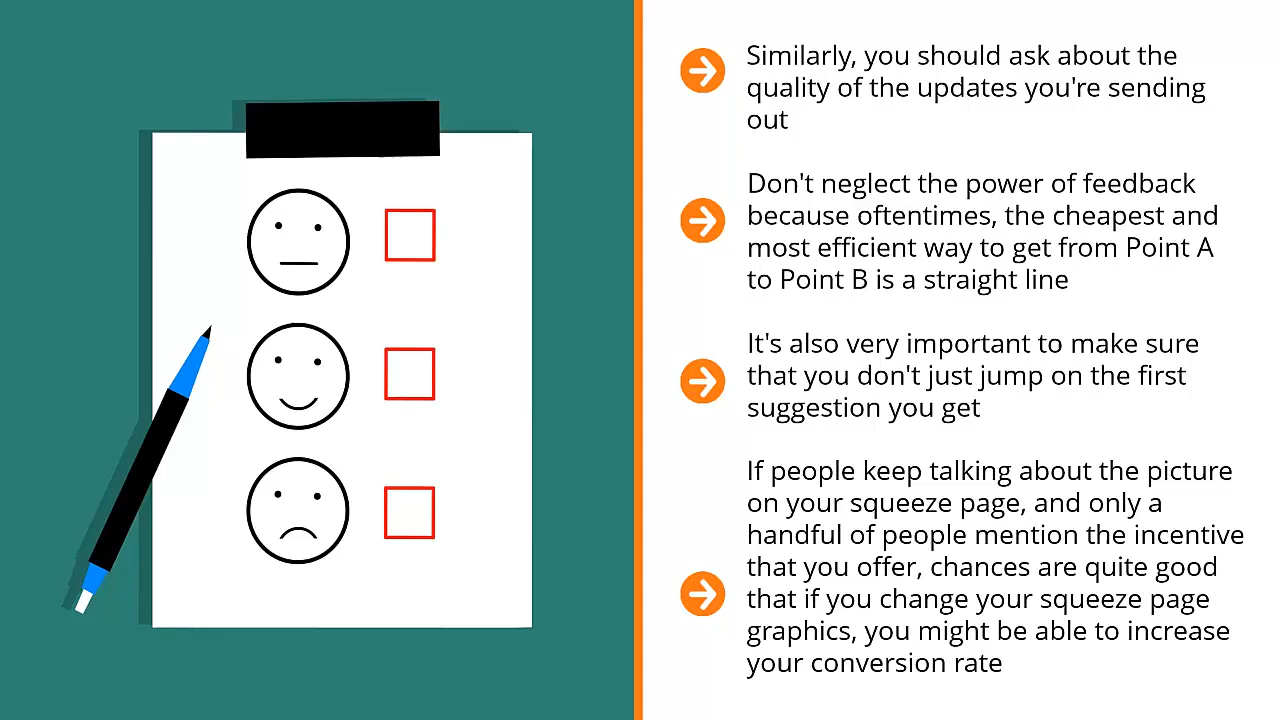 Similarly, you should ask about the
quality of the updates you're sending
out
Don't neglect the power of feedback
because oftentimes, the cheapest and
most efficient way to get from Point A
to Point B is a straight line
It's also very important to make sure
that you don't just jump on the first
suggestion you get
If people keep talking about the picture
on your squeeze page, and only a
handful of people mention the incentive
that you offer, chances are quite good
that if you change your squeeze page
graphics, you might be able to increase
your conversion rate